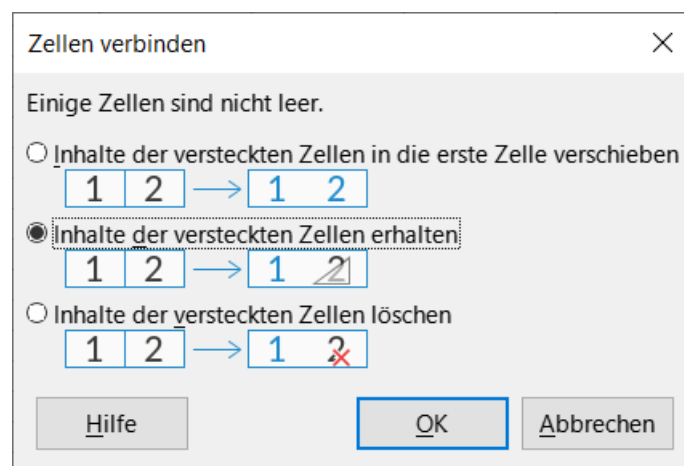 Zellen verbinden
Einige Zellen sind nicht leer.
Inhalte der versteckten Zellen in die erste Zelle verschieben
1 2 → 1 2
Inhalte der versteckten Zellen erhalten
1 2 → 1 2
Inhalte der versteckten Zellen löschen
1 2 → 1 2
Hilfe OK Abbrechen